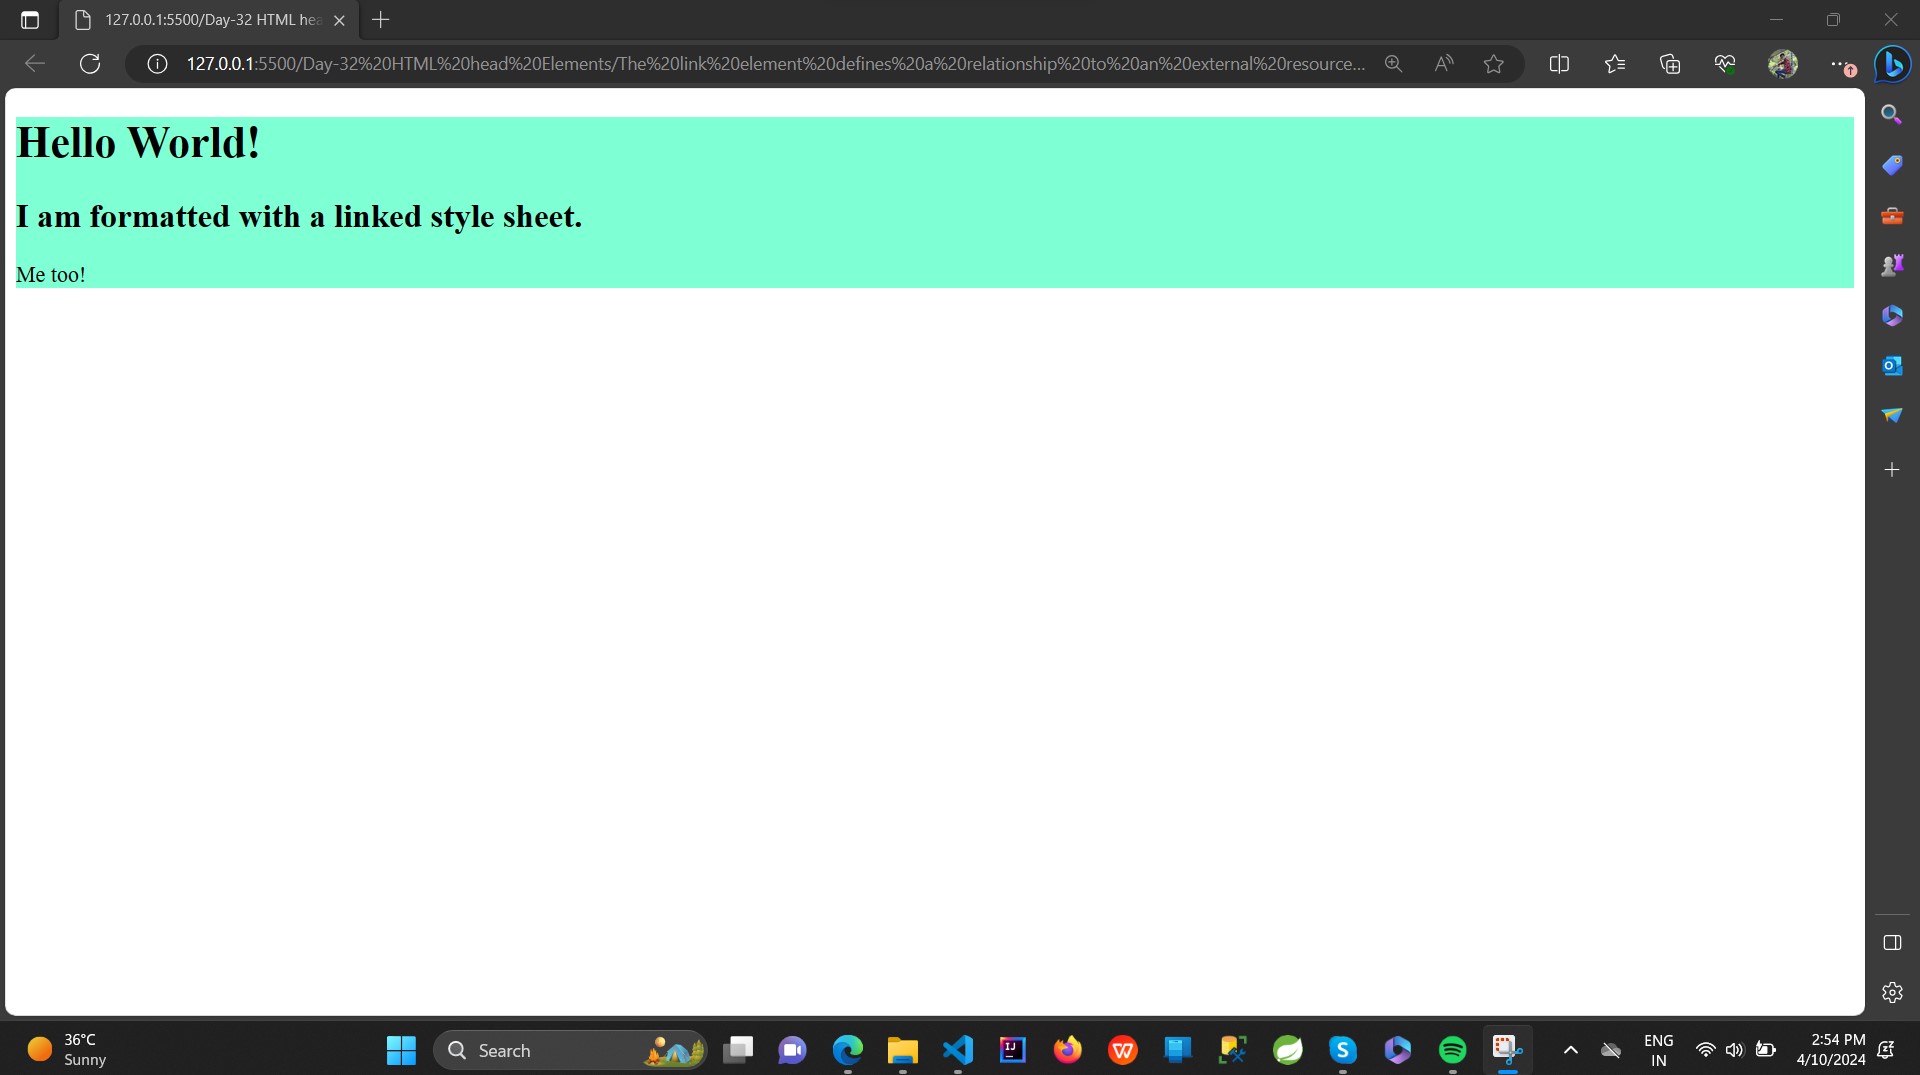 127.0.0.1:5500/Day-32 HTML hea
127.0.0.1:5500/Day-32%20HTML%20head%20Elements/The%20link%20element%20defines%20a%20relationship%20to%20an%20external%20resource...
Hello World!
I am formatted with a linked style sheet.
Me too!
36°C
Sunny
Search
ENG
IN
2:54 PM
4/10/2024